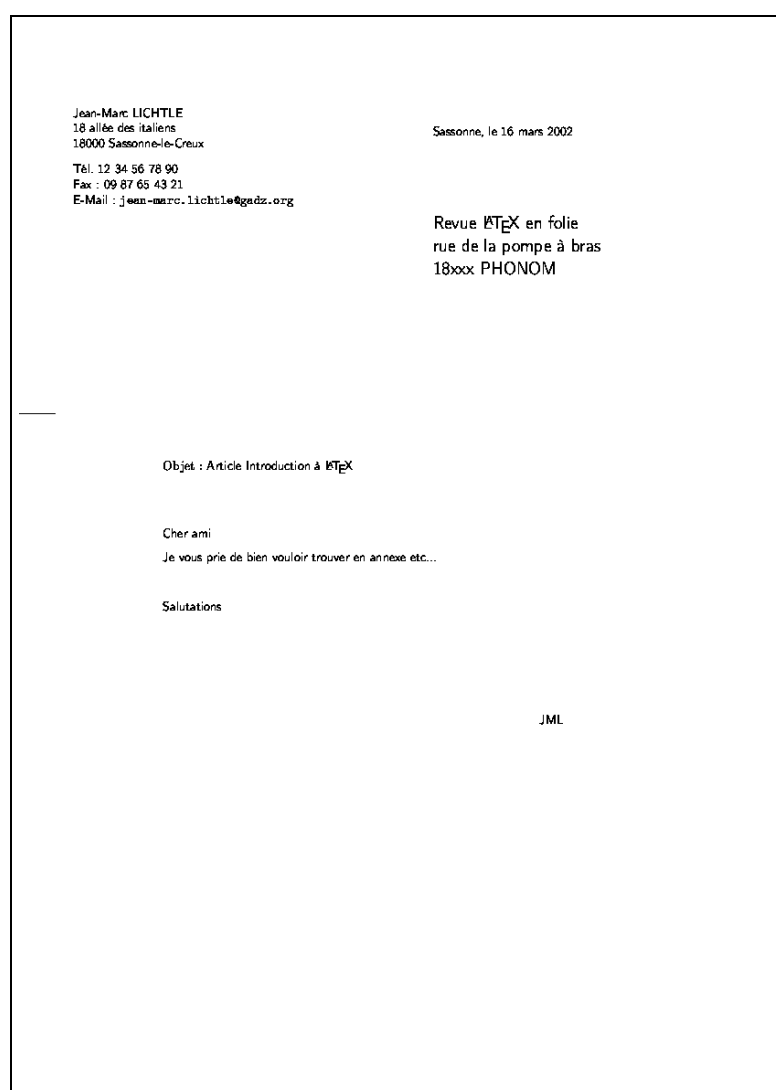 Jean-Marc LICHTLE
18 allée des italiens
18000 Sassonne-le-Creux
Tél. 12 34 56 78 90
Fax : 09 87 65 43 21
E-Mail : jean-marc.lichtle@gadz.org
Sassonne, le 16 mars 2002
Revue LATEX en folie
rue de la pompe à bras
18xxx PHONOM
Objet : Article Introduction à LATEX
Cher ami
Je vous prie de bien vouloir trouver en annexe etc...
Salutations
JML